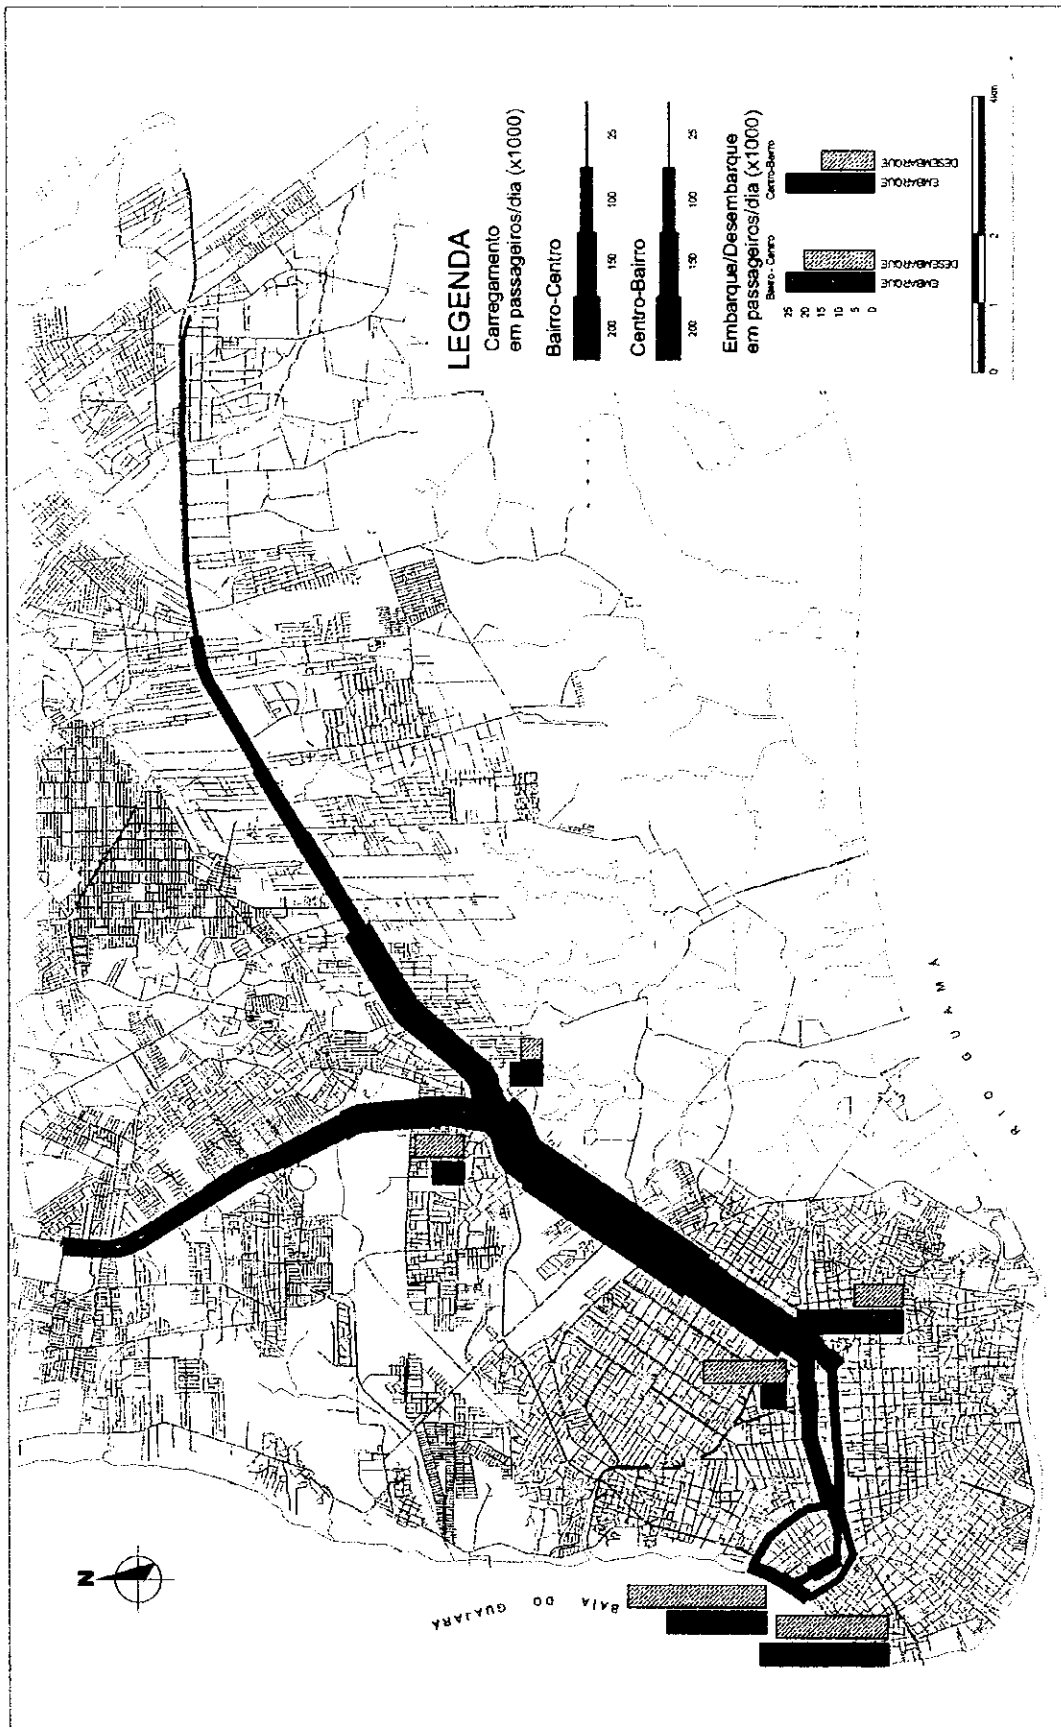 LEGENDA
Carregamento
em passageiros/dia (x1000)
Bairro-Centro
200 150 100 25
Centro-Bairro
200 150 100 25
Embarque/Desembarque
em passageiros/dia (x1000)
Bairro - Centro
Centro-Bairro
25
20
15
10
5
0
EMBARQUE
DESEMBARQUE
EMBARQUE
DESEMBARQUE
0 1 2 4km
N
BAIA DO GUAJARÁ
RIO GUAMÁ